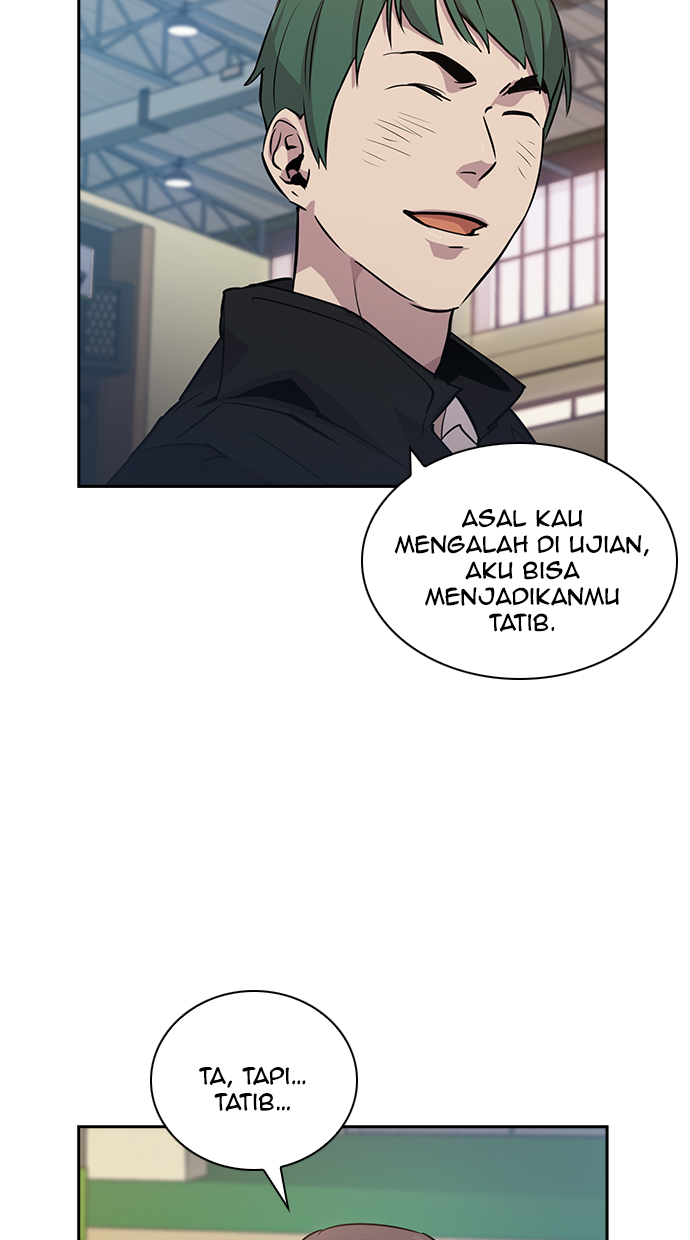 ASAL KAU
MENGALAH DI UJIAN,
AKU BISA
MENJADIKANMU
TATIB.
TA, TAPI...
TATIB...